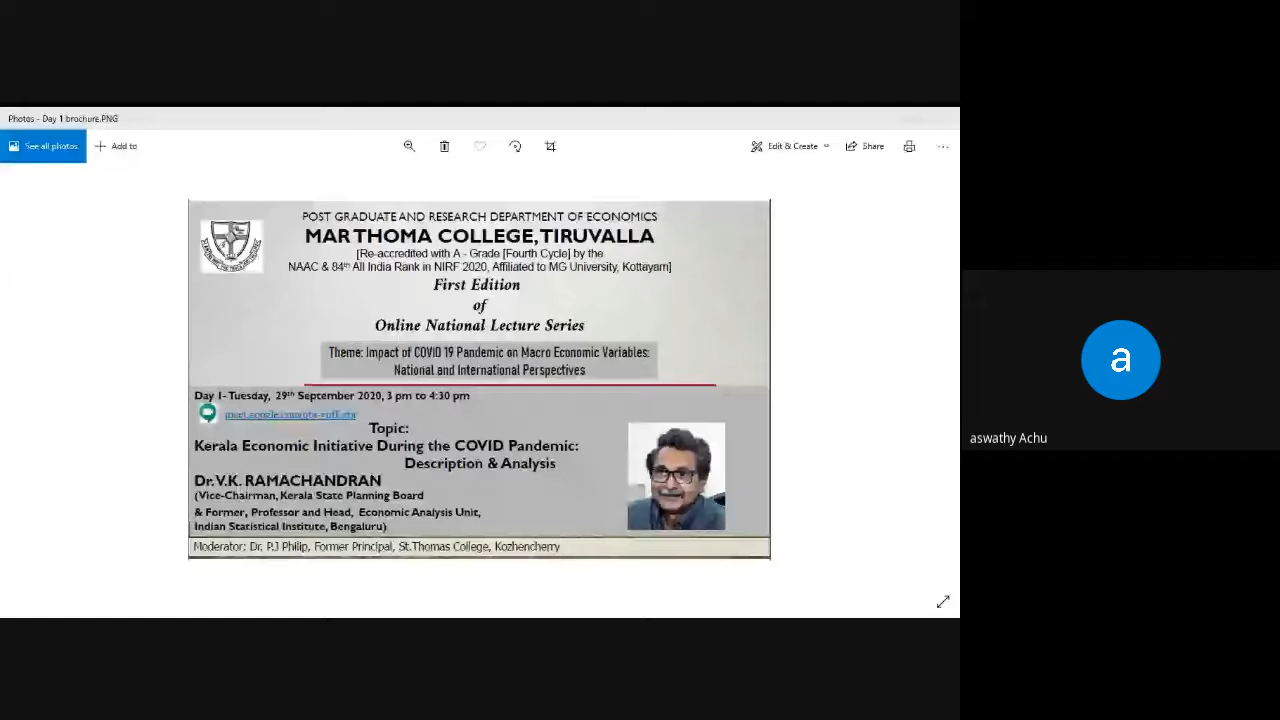 Photos - Day 1 brochure.PNG
See all photos
Add to
Edit & Create
Share
POST GRADUATE AND RESEARCH DEPARTMENT OF ECONOMICS
MAR THOMA COLLEGE, TIRUVALLA
[Re-accredited with A - Grade [Fourth Cycle] by the
NAAC & 84th All India Rank in NIRF 2020, Affiliated to MG University, Kottayam]
First Edition
of
Online National Lecture Series
Theme: Impact of COVID 19 Pandemic on Macro Economic Variables:
National and International Perspectives
Day 1- Tuesday, 29th September 2020, 3 pm to 4:30 pm
Topic:
Kerala Economic Initiative During the COVID Pandemic:
Description & Analysis
Dr. V.K. RAMACHANDRAN
(Vice-Chairman, Kerala State Planning Board
& Former, Professor and Head, Economic Analysis Unit,
Indian Statistical Institute, Bengaluru)
Moderator: Dr. P.J Philip, Former Principal, St.Thomas College, Kozhencherry
a
aswathy Achu